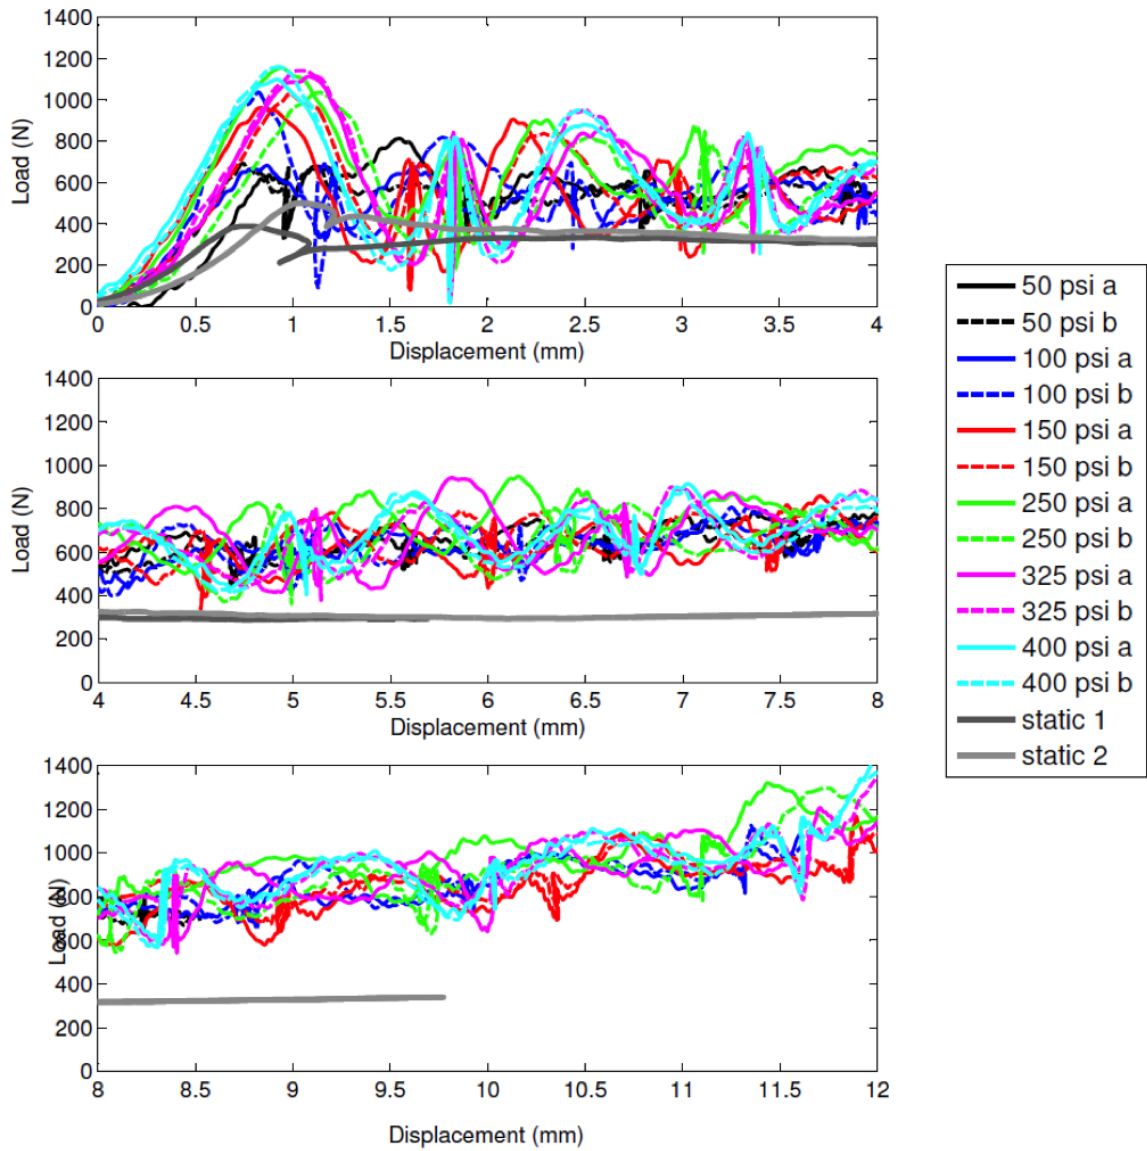 1400
1200
1000
800
600
400
200
0
Load (N)
0 0.5 1 1.5 2 2.5 3 3.5 4
Displacement (mm)
1400
1200
1000
800
600
400
200
0
Load (N)
4 4.5 5 5.5 6 6.5 7 7.5 8
Displacement (mm)
1400
1200
1000
800
600
400
200
0
Load (N)
8 8.5 9 9.5 10 10.5 11 11.5 12
Displacement (mm)
50 psi a
50 psi b
100 psi a
100 psi b
150 psi a
150 psi b
250 psi a
250 psi b
325 psi a
325 psi b
400 psi a
400 psi b
static 1
static 2